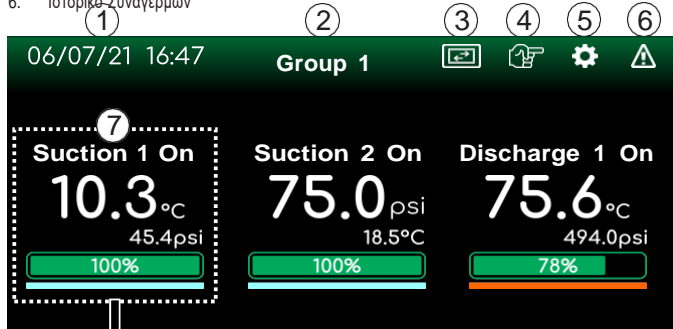 6. Ιστορικό Συναγερμών
1 2 3 4 5 6
06/07/21 16:47 Group 1
7
Suction 1 On Suction 2 On Discharge 1 On
10.3°C 75.0psi 75.6°C
45.4psi 18.5°C 494.0psi
100% 100% 78%